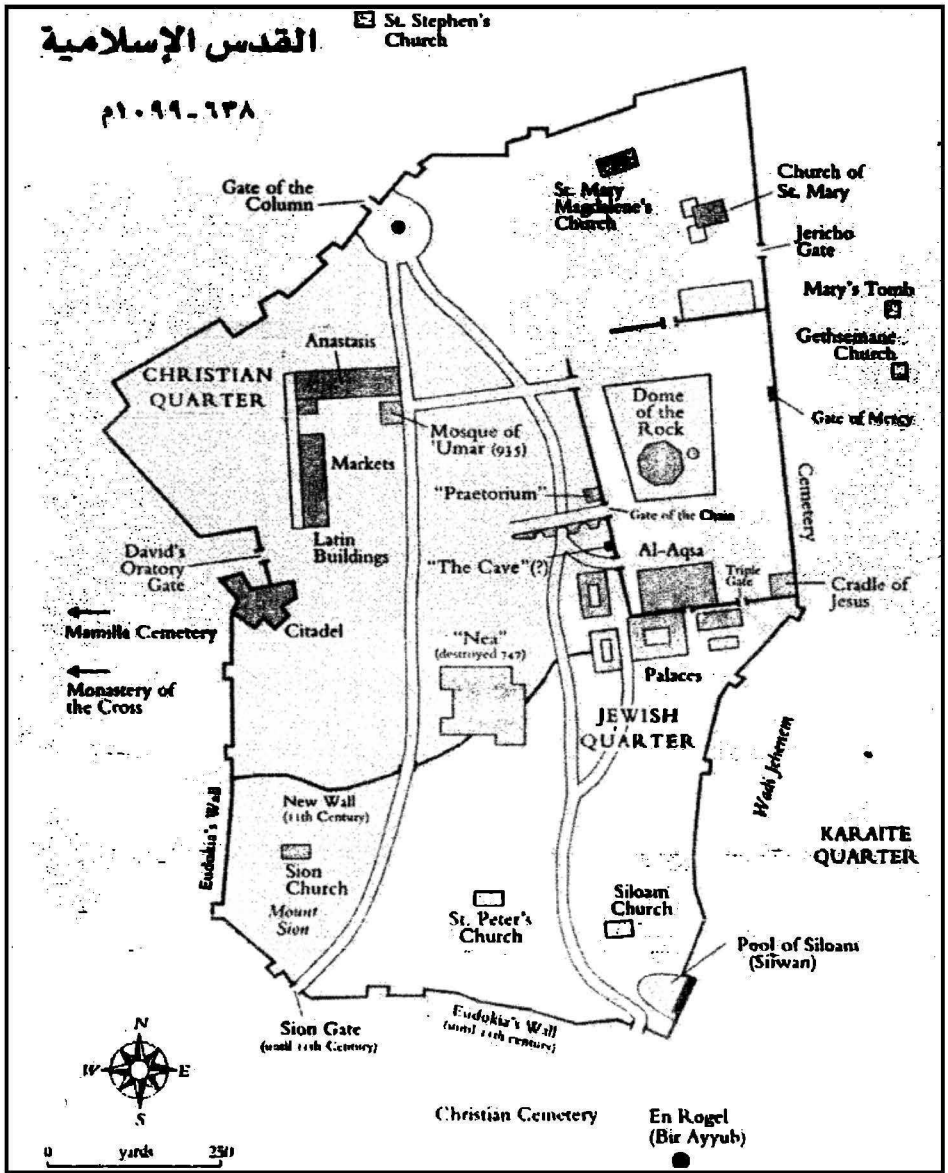 القدس الإسلامية
٦٣٨-١٠٩٩م
St. Stephen's
Church
Gate of the
Column
St. Mary
Magdalene's
Church
Church of
St. Mary
Jericho
Gate
Mary's Tomb
Gethsemane
Church
Anastasis
CHRISTIAN
QUARTER
Dome
of the
Rock
Gate of Mercy
Mosque of
'Umar (935)
Markets
"Praetorium"
Cemetery
Gate of the Chain
Latin
Buildings
David's
Oratory
Gate
"The Cave"(?)
Al-Aqsa
Triple
Gate
Cradle of
Jesus
Citadel
Mamilla Cemetery
"Nea"
(destroyed 747)
Monastery of
the Cross
Palaces
JEWISH
QUARTER
Wadi Jehenem
Eudokia's Wall
New Wall
(11th Century)
KARAITE
QUARTER
Sion
Church
Mount
Sion
St. Peter's
Church
Siloam
Church
Pool of Siloam
(Silwan)
Sion Gate
(until 11th Century)
Eudokia's Wall
(until 11th century)
N
W E
S
Christian Cemetery
En Rogel
(Bir Ayyub)
0 yards 250